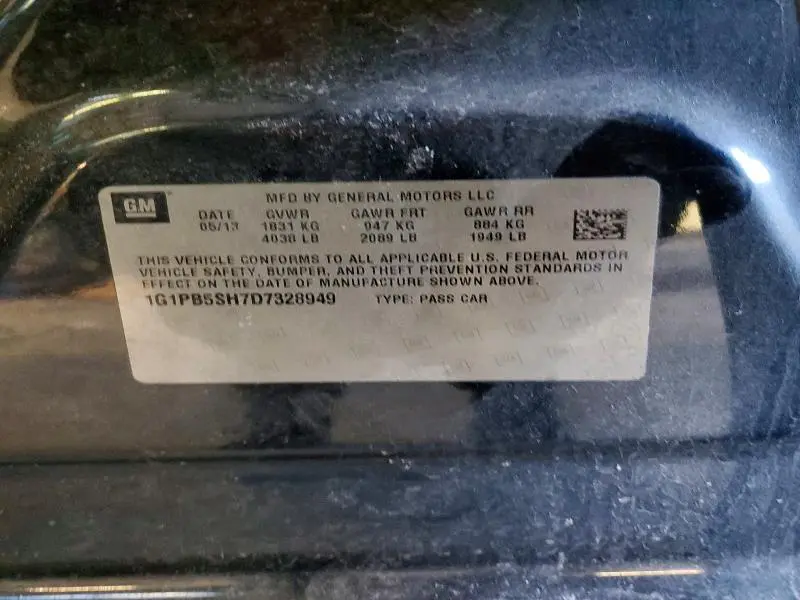 GM
MFD BY GENERAL MOTORS LLC
DATE GVWR GAWR FRT GAWR RR
05/13 1831 KG 947 KG 884 KG
4038 LB 2089 LB 1949 LB
THIS VEHICLE CONFORMS TO ALL APPLICABLE U.S. FEDERAL MOTOR
VEHICLE SAFETY, BUMPER, AND THEFT PREVENTION STANDARDS IN
EFFECT ON THE DATE OF MANUFACTURE SHOWN ABOVE.
1G1PB5SH7D7328949 TYPE: PASS CAR